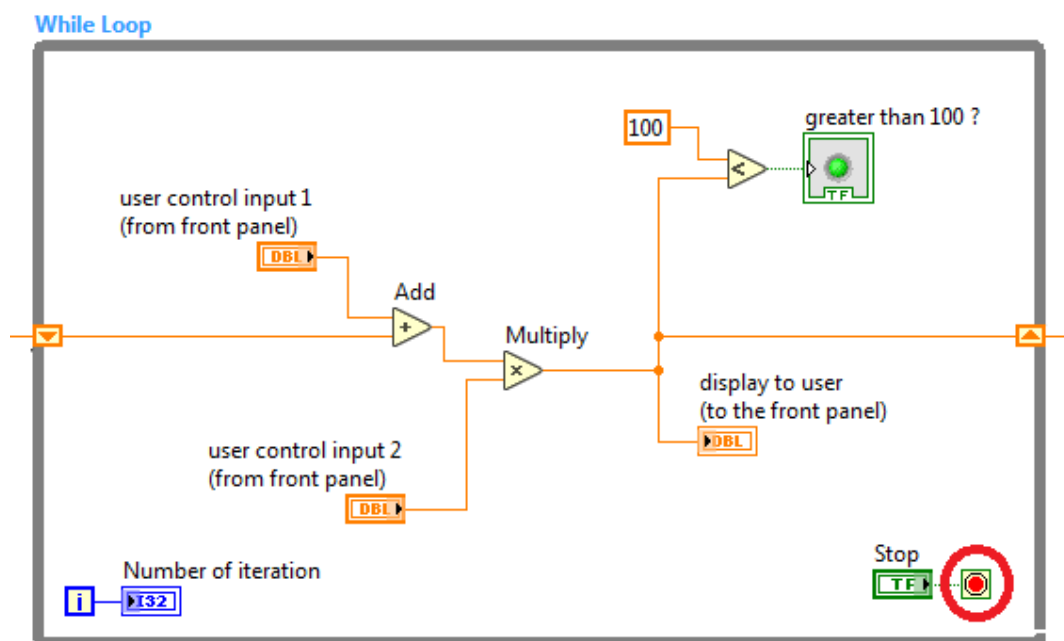 While Loop
100
greater than 100 ?
<
TF
user control input 1
(from front panel)
DBL
Add
+
Multiply
x
display to user
(to the front panel)
DBL
user control input 2
(from front panel)
DBL
Stop
TF
Number of iteration
i
I32